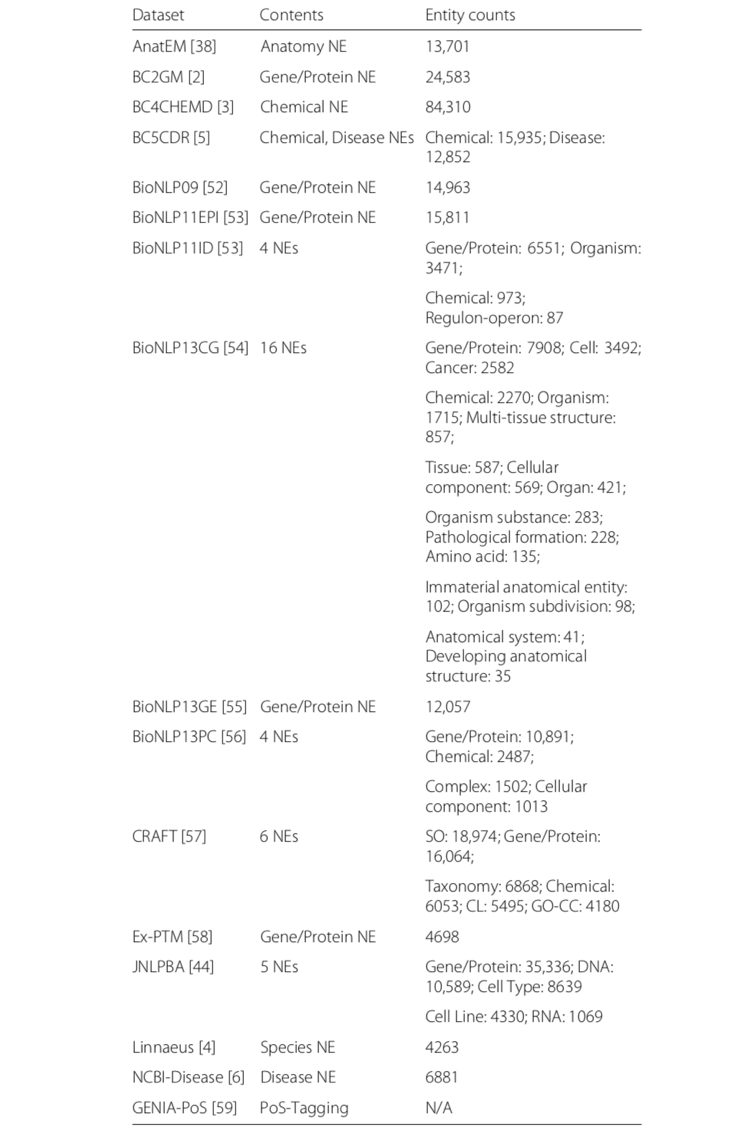 Dataset Contents Entity counts
AnatEM [38] Anatomy NE 13,701
BC2GM [2] Gene/Protein NE 24,583
BC4CHEMD [3] Chemical NE 84,310
BC5CDR [5] Chemical, Disease NEs Chemical: 15,935; Disease:
12,852
BioNLP09 [52] Gene/Protein NE 14,963
BioNLP11EPI [53] Gene/Protein NE 15,811
BioNLP11ID [53] 4 NEs Gene/Protein: 6551; Organism:
3471;
Chemical: 973;
Regulon-operon: 87
BioNLP13CG [54] 16 NEs Gene/Protein: 7908; Cell: 3492;
Cancer: 2582
Chemical: 2270; Organism:
1715; Multi-tissue structure:
857;
Tissue: 587; Cellular
component: 569; Organ: 421;
Organism substance: 283;
Pathological formation: 228;
Amino acid: 135;
Immaterial anatomical entity:
102; Organism subdivision: 98;
Anatomical system: 41;
Developing anatomical
structure: 35
BioNLP13GE [55] Gene/Protein NE 12,057
BioNLP13PC [56] 4 NEs Gene/Protein: 10,891;
Chemical: 2487;
Complex: 1502; Cellular
component: 1013
CRAFT [57] 6 NEs SO: 18,974; Gene/Protein:
16,064;
Taxonomy: 6868; Chemical:
6053; CL: 5495; GO-CC: 4180
Ex-PTM [58] Gene/Protein NE 4698
JNLPBA [44] 5 NEs Gene/Protein: 35,336; DNA:
10,589; Cell Type: 8639
Cell Line: 4330; RNA: 1069
Linnaeus [4] Species NE 4263
NCBI-Disease [6] Disease NE 6881
GENIA-PoS [59] PoS-Tagging N/A